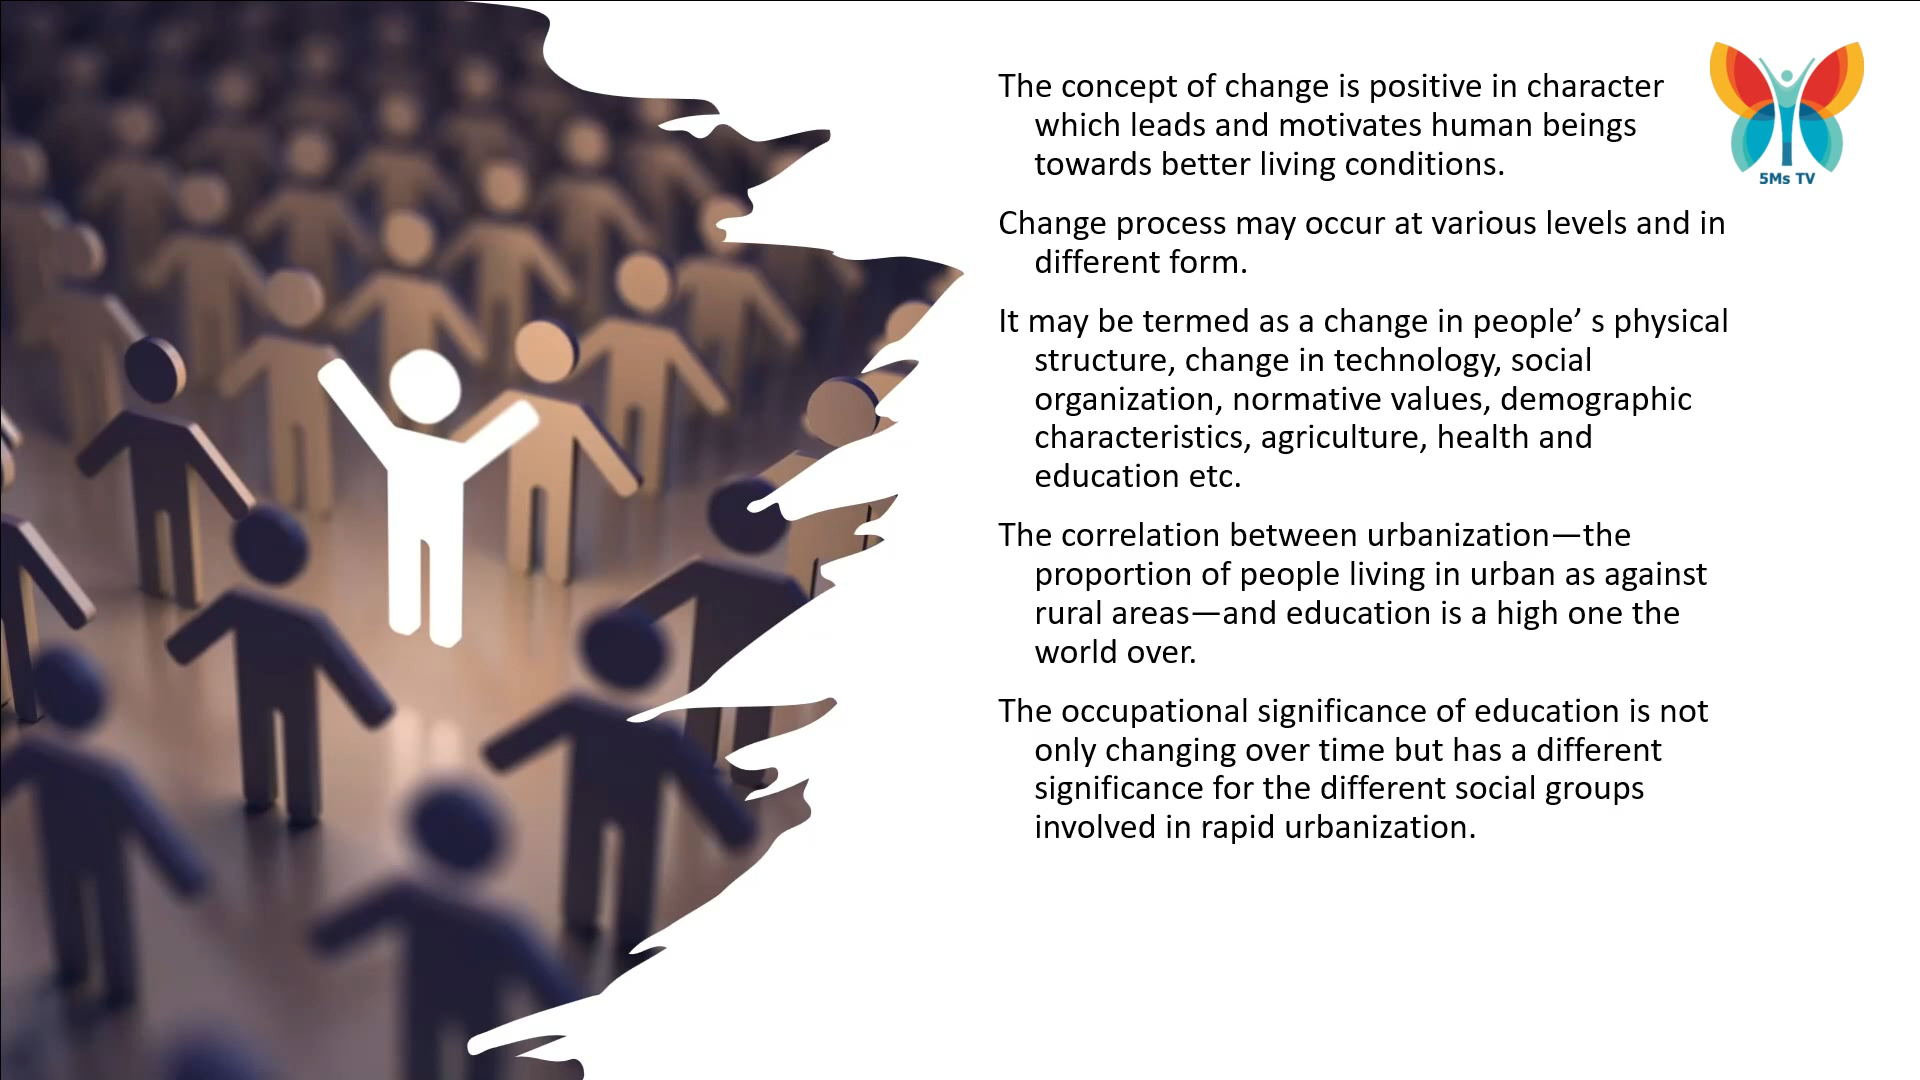 The concept of change is positive in character
which leads and motivates human beings
towards better living conditions.
5Ms TV
Change process may occur at various levels and in
different form.
It may be termed as a change in people’ s physical
structure, change in technology, social
organization, normative values, demographic
characteristics, agriculture, health and
education etc.
The correlation between urbanization—the
proportion of people living in urban as against
rural areas—and education is a high one the
world over.
The occupational significance of education is not
only changing over time but has a different
significance for the different social groups
involved in rapid urbanization.